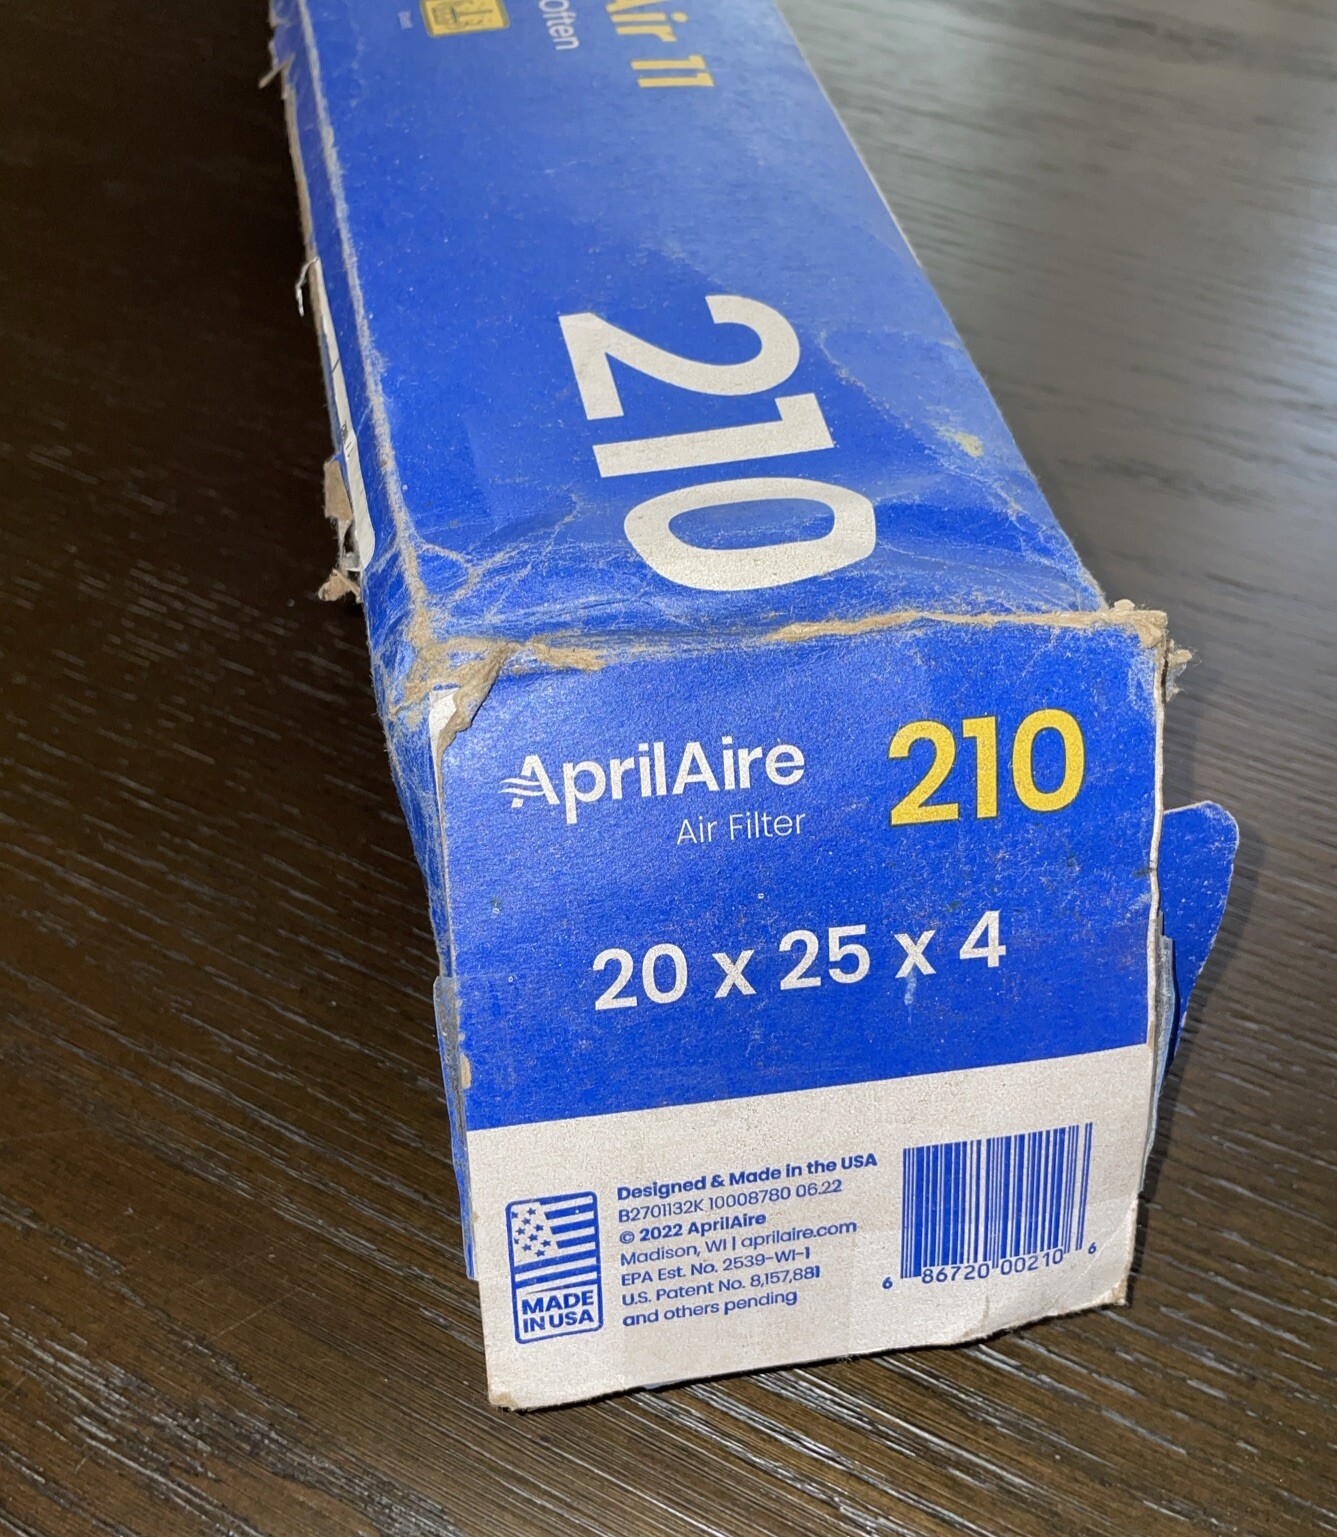 Air 11
often
210
AprilAire
Air Filter
210
20 x 25 x 4
MADE
IN USA
Designed & Made in the USA
B2701132K 10008780 06.22
© 2022 AprilAire
Madison, WI | aprilaire.com
EPA Est. No. 2539-WI-1
U.S. Patent No. 8,157,881
and others pending
6 86720 00210 6